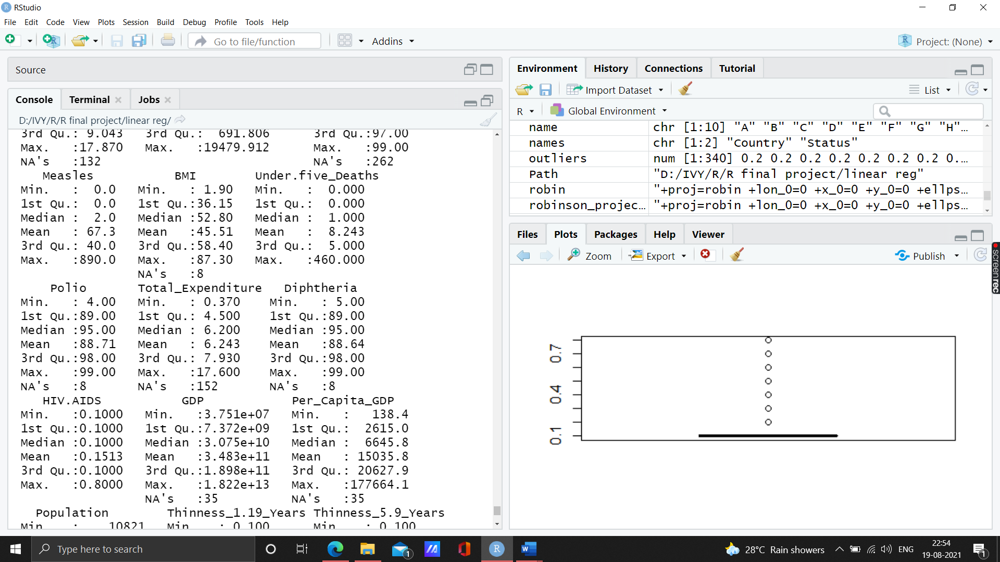 RStudio
File Edit Code View Plots Session Build Debug Profile Tools Help
Go to file/function Addins Project: (None)
Source
Console Terminal Jobs
D:/IVY/R/R final project/linear reg/
3rd Qu.: 9.043 3rd Qu.: 691.806 3rd Qu.:97.00
Max. :17.870 Max. :19479.912 Max. :99.00
NA's :132 NA's :262
Measles BMI Under.five_Deaths
Min. : 0.0 Min. : 1.90 Min. : 0.000
1st Qu.: 0.0 1st Qu.:36.15 1st Qu.: 0.000
Median : 2.0 Median :52.80 Median : 1.000
Mean : 67.3 Mean :45.51 Mean : 8.243
3rd Qu.: 40.0 3rd Qu.:58.40 3rd Qu.: 5.000
Max. :890.0 Max. :87.30 Max. :460.000
NA's :8
Polio Total_Expenditure Diphtheria
Min. : 4.00 Min. : 0.370 Min. : 5.00
1st Qu.:89.00 1st Qu.: 4.500 1st Qu.:89.00
Median :95.00 Median : 6.200 Median :95.00
Mean :88.71 Mean : 6.243 Mean :88.64
3rd Qu.:98.00 3rd Qu.: 7.930 3rd Qu.:98.00
Max. :99.00 Max. :17.600 Max. :99.00
NA's :8 NA's :152 NA's :8
HIV.AIDS GDP Per_Capita_GDP
Min. :0.1000 Min. :3.751e+07 Min. : 138.4
1st Qu.:0.1000 1st Qu.:7.372e+09 1st Qu.: 2615.0
Median :0.1000 Median :3.075e+10 Median : 6645.8
Mean :0.1513 Mean :3.483e+11 Mean : 15035.8
3rd Qu.:0.1000 3rd Qu.:1.898e+11 3rd Qu.: 20627.9
Max. :0.8000 Max. :1.822e+13 Max. :177664.1
NA's :35 NA's :35
Population Thinness_1.19_Years Thinness_5.9_Years
Min. : 10821 Min. : 0.100 Min. : 0.100
Environment History Connections Tutorial
Import Dataset List
R Global Environment
name chr [1:10] "A" "B" "C" "D" "E" "F" "G" "H"…
names chr [1:2] "Country" "Status"
outliers num [1:340] 0.2 0.2 0.2 0.2 0.2 0.2 0.2 0.…
Path "D:/IVY/R/R final project/linear reg"
robin "+proj=robin +lon_0=0 +x_0=0 +y_0=0 +ellps…
robinson_projec… "+proj=robin +lon_0=0 +x_0=0 +y_0=0 +ellps…
Files Plots Packages Help Viewer
Zoom Export Publish
0.7
0.4
0.1
screenrec
Type here to search
1
R
W
28°C Rain showers
ENG
22:54
19-08-2021
1